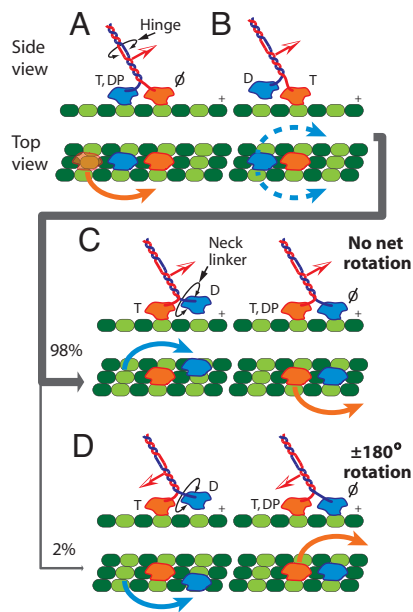 A
Hinge
B
Side
view
T, DP
Ø
D
T
+
+
Top
view
C
Neck
linker
No net
rotation
D
T
T, DP
Ø
+
+
98%
D
±180°
rotation
D
T
T, DP
Ø
+
+
2%